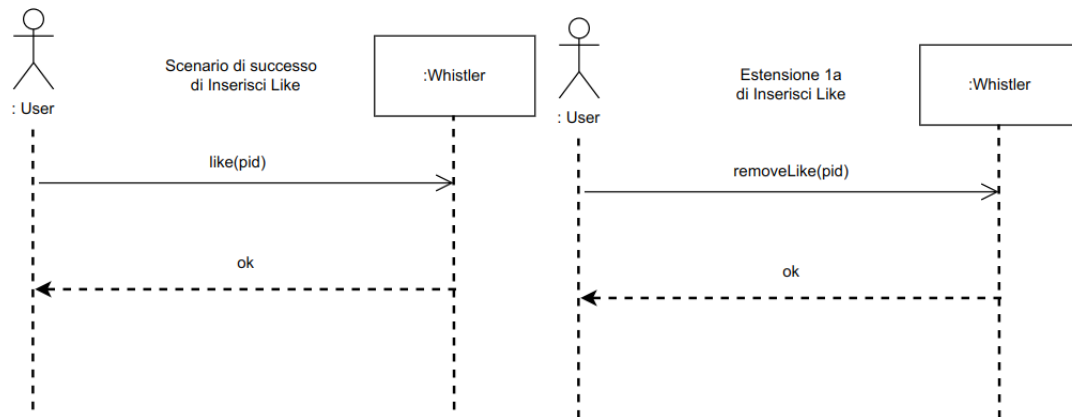 Scenario di successo
di Inserisci Like
:Whistler
: User
like(pid)
ok
Estensione 1a
di Inserisci Like
:Whistler
: User
removeLike(pid)
ok